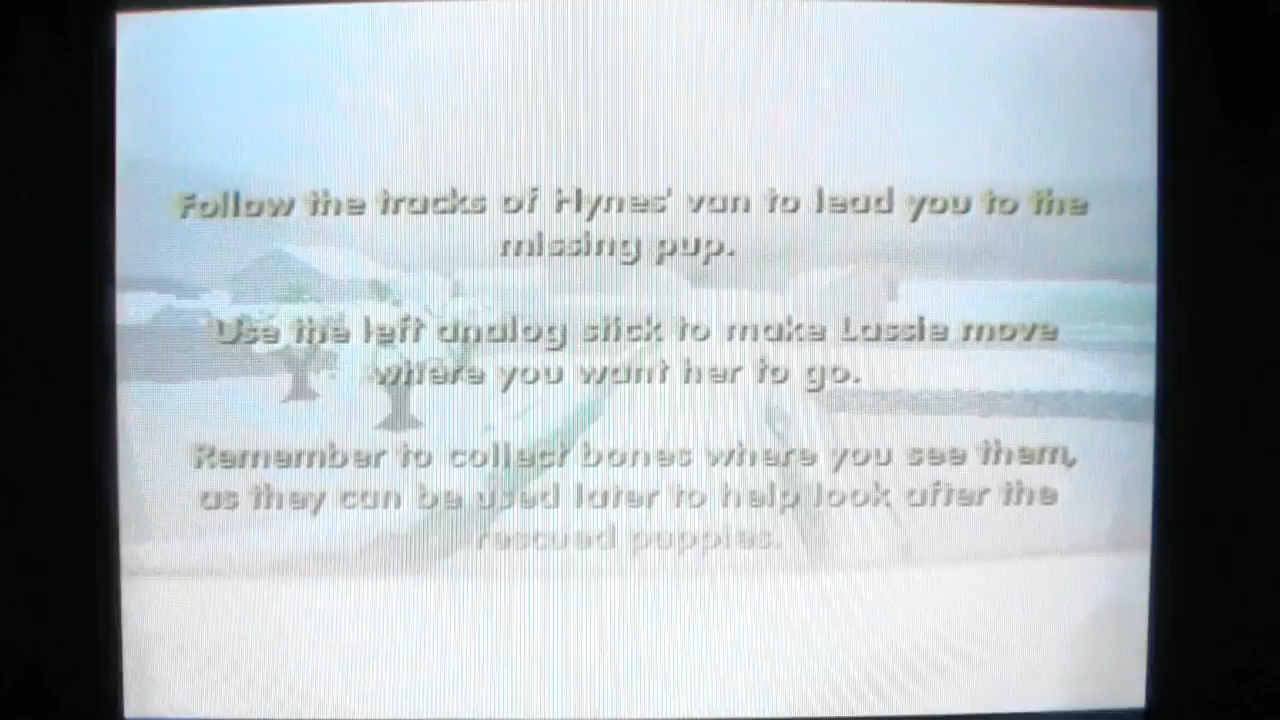 Follow the tracks of Hynes' van to lead you to the
missing pup.
Use the left analog stick to make Lassie move
where you want her to go.
Remember to collect bones where you see them,
as they can be used later to help look after the
rescued puppies.